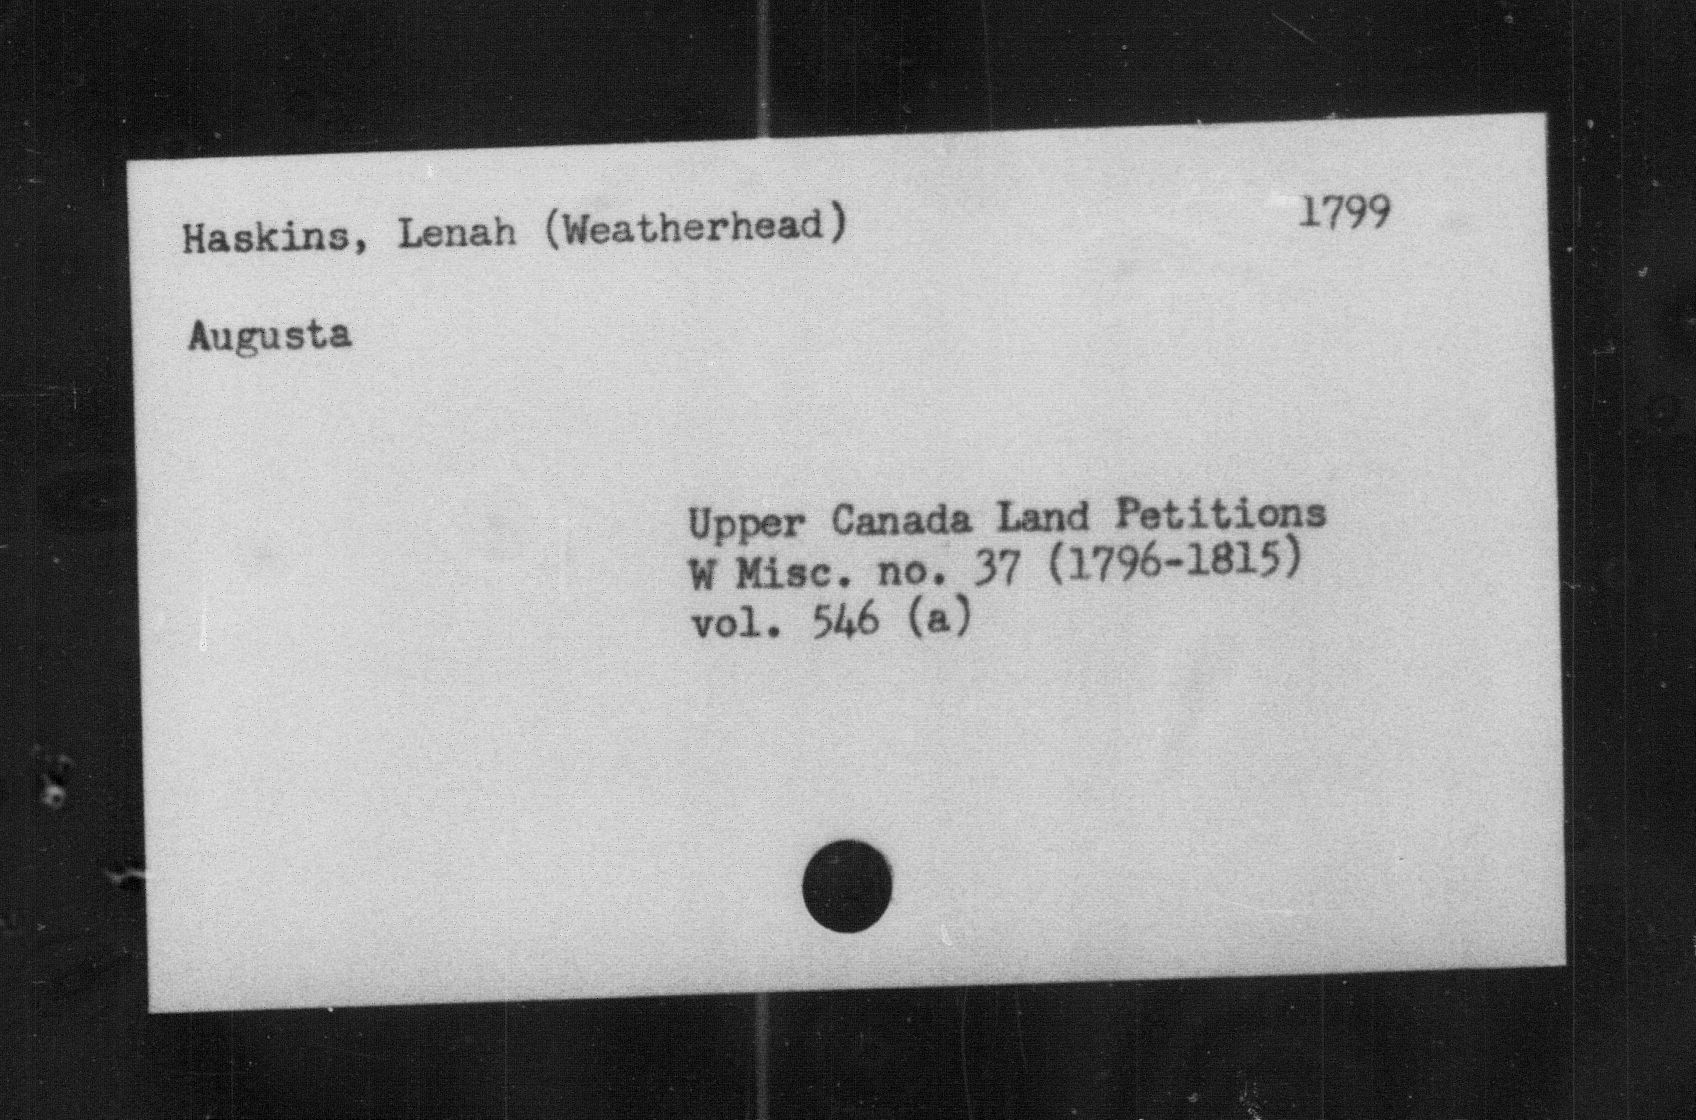 Haskins, Lenah (Weatherhead) 1799
Augusta
Upper Canada Land Petitions
W Misc. no. 37 (1796-1815)
vol. 546 (a)